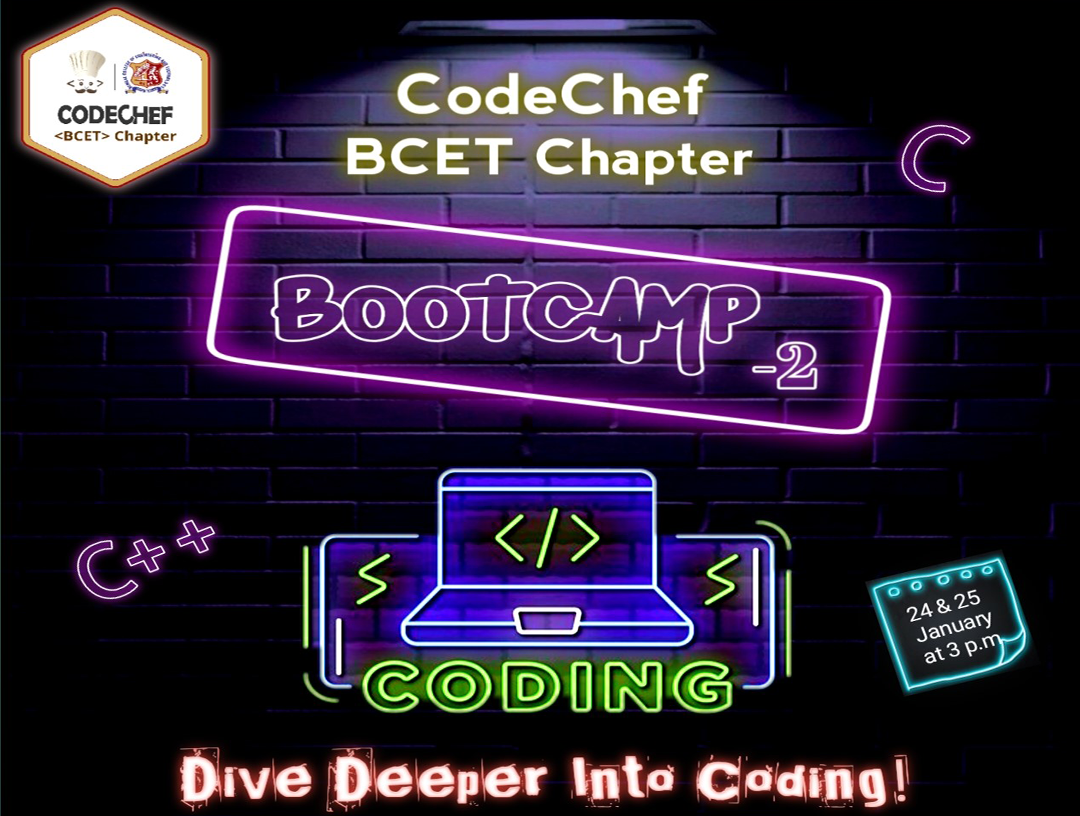 CODECHEF
<BCET> Chapter
CodeChef
BCET Chapter
C
BOOTCAMP
-2
C++
</>
CODING
24 & 25
January
at 3 p.m
Dive Deeper Into Coding!